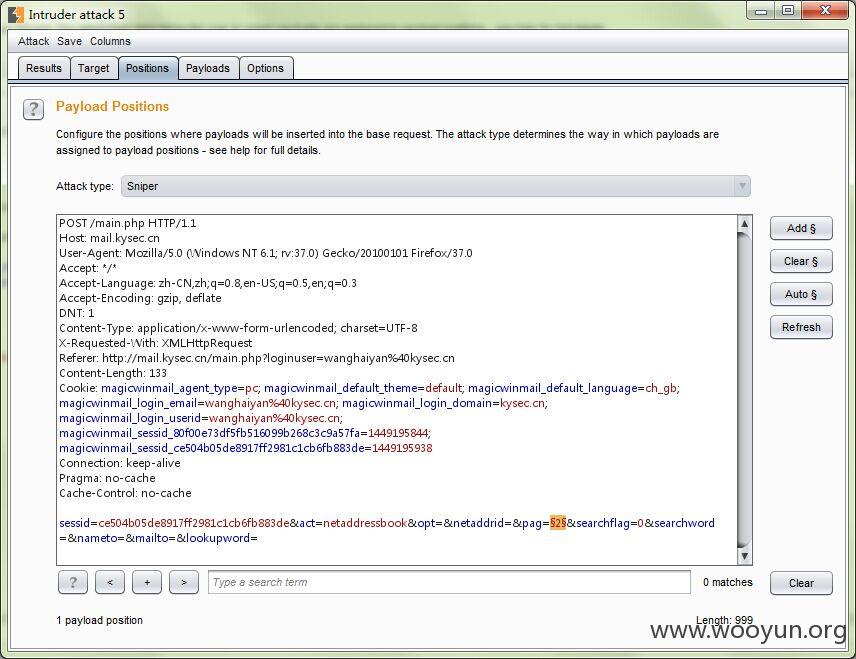 Intruder attack 5
Attack Save Columns
Results Target Positions Payloads Options
? Payload Positions
Configure the positions where payloads will be inserted into the base request. The attack type determines the way in which payloads are
assigned to payload positions - see help for full details.
Attack type: Sniper
POST /main.php HTTP/1.1
Host: mail.kysec.cn
User-Agent: Mozilla/5.0 (Windows NT 6.1; rv:37.0) Gecko/20100101 Firefox/37.0
Accept: */*
Accept-Language: zh-CN,zh;q=0.8,en-US;q=0.5,en;q=0.3
Accept-Encoding: gzip, deflate
DNT: 1
Content-Type: application/x-www-form-urlencoded; charset=UTF-8
X-Requested-With: XMLHttpRequest
Referer: http://mail.kysec.cn/main.php?loginuser=wanghaiyan%40kysec.cn
Content-Length: 133
Cookie: magicwinmail_agent_type=pc; magicwinmail_default_theme=default; magicwinmail_default_language=ch_gb;
magicwinmail_login_email=wanghaiyan%40kysec.cn; magicwinmail_login_domain=kysec.cn;
magicwinmail_login_userid=wanghaiyan%40kysec.cn;
magicwinmail_sessid_80f00e73df5fb516099b268c3c9a57fa=1449195844;
magicwinmail_sessid_ce504b05de8917ff2981c1cb6fb883de=1449195938
Connection: keep-alive
Pragma: no-cache
Cache-Control: no-cache
sessid=ce504b05de8917ff2981c1cb6fb883de&act=netaddressbook&opt=&netaddrid=&pag=§2§&searchflag=0&searchword
=&nameto=&mailto=&lookupword=
Add §
Clear §
Auto §
Refresh
? < + > Type a search term 0 matches Clear
1 payload position Length: 999
www.wooyun.org